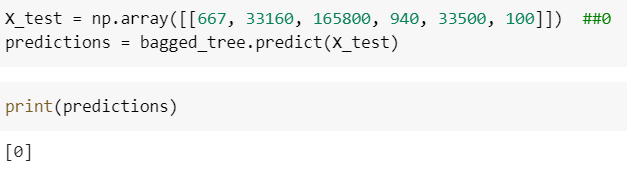 X_test = np.array([[667, 33160, 165800, 940, 33500, 100]])  ##0
predictions = bagged_tree.predict(X_test)
print(predictions)
[0]